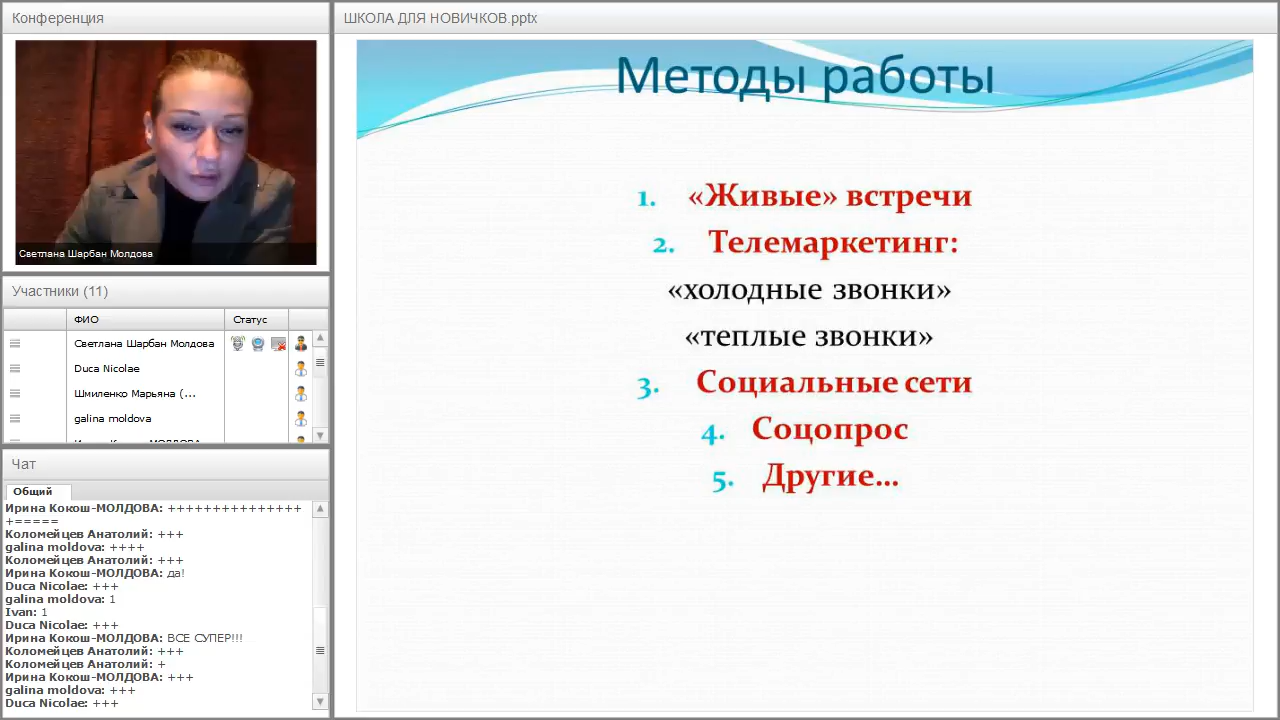 Конференция
Светлана Шарбан Молдова
Участники (11)
ФИО
Статус
Светлана Шарбан Молдова
Duca Nicolae
Шмиленко Марьяна (...
galina moldova
Ирина Кокош-МОЛДОВА
Чат
Общий
Ирина Кокош-МОЛДОВА: +++++++++++++++
+=====
Коломейцев Анатолий: +++
galina moldova: ++++
Коломейцев Анатолий: +++
Ирина Кокош-МОЛДОВА: да!
Duca Nicolae: +++
galina moldova: 1
Ivan: 1
Duca Nicolae: +++
Ирина Кокош-МОЛДОВА: ВСЕ СУПЕР!!!
Коломейцев Анатолий: +++
Коломейцев Анатолий: +
Ирина Кокош-МОЛДОВА: +++
galina moldova: +++
Duca Nicolae: +++
ШКОЛА ДЛЯ НОВИЧКОВ.pptx
Методы работы
1. «Живые» встречи
2. Телемаркетинг:
«холодные звонки»
«теплые звонки»
3. Социальные сети
4. Соцопрос
5. Другие...